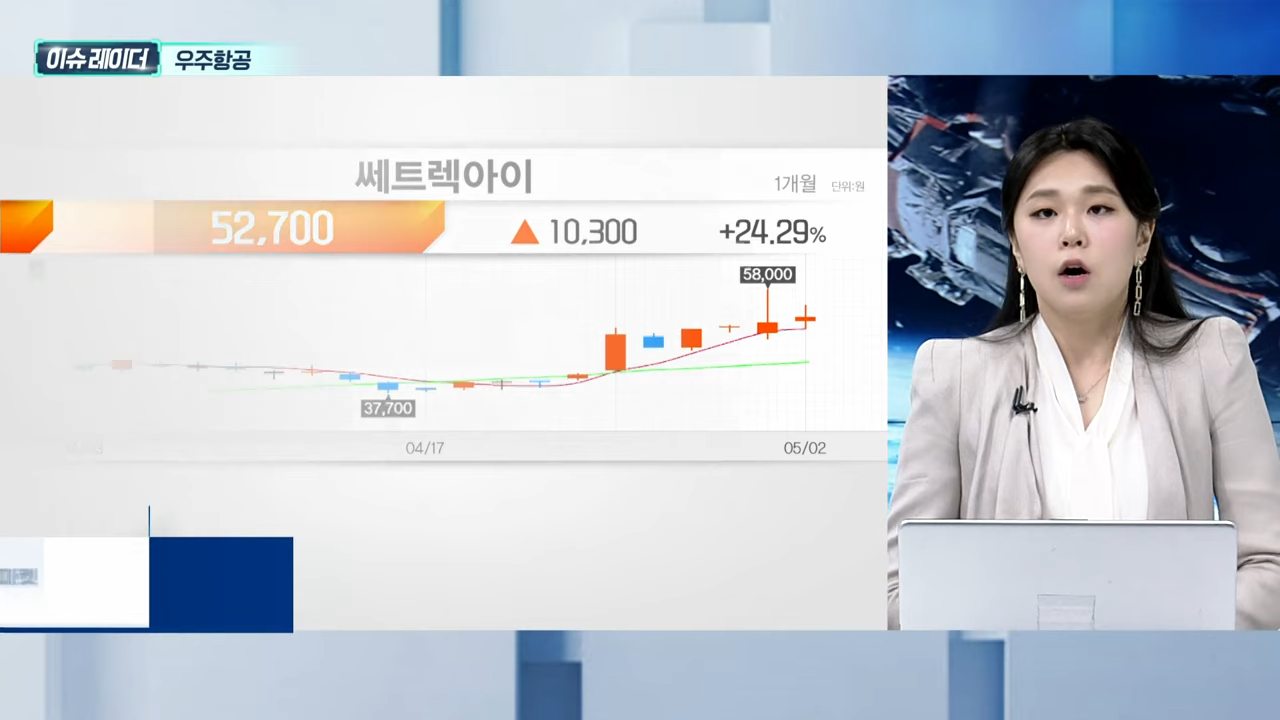 이슈 레이더 우주항공
쎄트렉아이
1개월 단위:원
52,700 ▲ 10,300 +24.29%
58,000
37,700
04/17 05/02